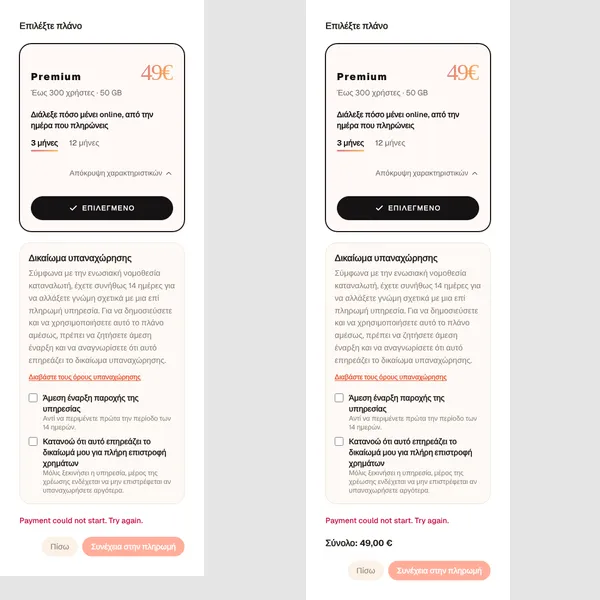 Επιλέξτε πλάνο
Premium
49€
Έως 300 χρήστες · 50 GB
Διάλεξε πόσο μένει online, από την
ημέρα που πληρώνεις
3 μήνες
12 μήνες
Απόκρυψη χαρακτηριστικών
ΕΠΙΛΕΓΜΕΝΟ
Δικαίωμα υπαναχώρησης
Σύμφωνα με την ενωσιακή νομοθεσία
καταναλωτή, έχετε συνήθως 14 ημέρες για
να αλλάξετε γνώμη σχετικά με μια επί
πληρωμή υπηρεσία. Για να δημοσιεύσετε
και να χρησιμοποιήσετε αυτό το πλάνο
αμέσως, πρέπει να ζητήσετε άμεση
έναρξη και να αναγνωρίσετε ότι αυτό
επηρεάζει το δικαίωμα υπαναχώρησης.
Διαβάστε τους όρους υπαναχώρησης
Άμεση έναρξη παροχής της
υπηρεσίας
Αντί να περιμένετε πρώτα την περίοδο των
14 ημερών.
Κατανοώ ότι αυτό επηρεάζει το
δικαίωμά μου για πλήρη επιστροφή
χρημάτων
Μόλις ξεκινήσει η υπηρεσία, μέρος της
χρέωσης ενδέχεται να μην επιστρέφεται αν
υπαναχωρήσετε αργότερα.
Payment could not start. Try again.
Πίσω
Συνέχεια στην πληρωμή
Επιλέξτε πλάνο
Premium
49€
Έως 300 χρήστες · 50 GB
Διάλεξε πόσο μένει online, από την
ημέρα που πληρώνεις
3 μήνες
12 μήνες
Απόκρυψη χαρακτηριστικών
ΕΠΙΛΕΓΜΕΝΟ
Δικαίωμα υπαναχώρησης
Σύμφωνα με την ενωσιακή νομοθεσία
καταναλωτή, έχετε συνήθως 14 ημέρες για
να αλλάξετε γνώμη σχετικά με μια επί
πληρωμή υπηρεσία. Για να δημοσιεύσετε
και να χρησιμοποιήσετε αυτό το πλάνο
αμέσως, πρέπει να ζητήσετε άμεση
έναρξη και να αναγνωρίσετε ότι αυτό
επηρεάζει το δικαίωμα υπαναχώρησης.
Διαβάστε τους όρους υπαναχώρησης
Άμεση έναρξη παροχής της
υπηρεσίας
Αντί να περιμένετε πρώτα την περίοδο των
14 ημερών.
Κατανοώ ότι αυτό επηρεάζει το
δικαίωμά μου για πλήρη επιστροφή
χρημάτων
Μόλις ξεκινήσει η υπηρεσία, μέρος της
χρέωσης ενδέχεται να μην επιστρέφεται αν
υπαναχωρήσετε αργότερα.
Payment could not start. Try again.
Σύνολο: 49,00 €
Πίσω
Συνέχεια στην πληρωμή